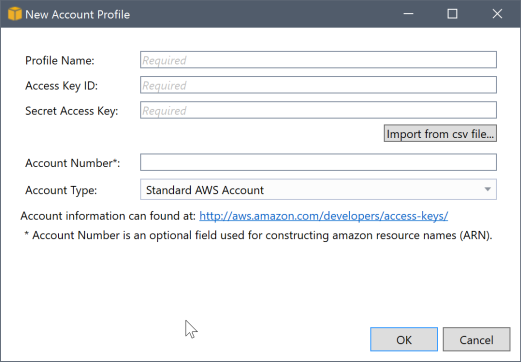 New Account Profile
Profile Name: Required
Access Key ID: Required
Secret Access Key: Required
Import from csv file...
Account Number*:
Account Type: Standard AWS Account
Account information can found at: http://aws.amazon.com/developers/access-keys/
* Account Number is an optional field used for constructing amazon resource names (ARN).
OK Cancel